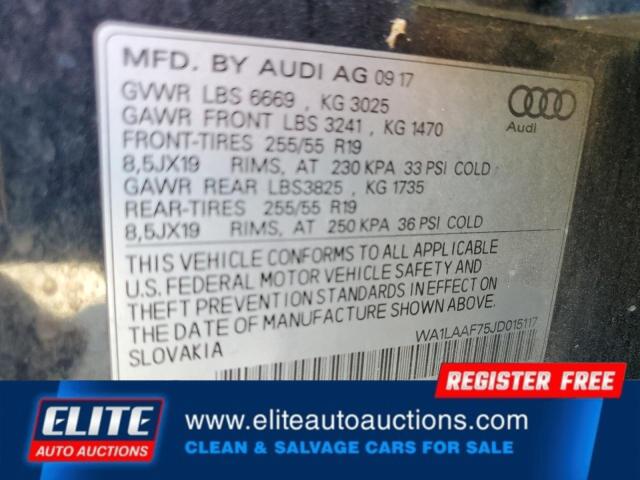 MFD. BY AUDI AG 09 17
GVWR LBS 6669 , KG 3025
GAWR FRONT LBS 3241 , KG 1470
FRONT-TIRES 255/55 R19
8,5JX19 RIMS, AT 230 KPA 33 PSI COLD
GAWR REAR LBS3825 , KG 1735
REAR-TIRES 255/55 R19
8,5JX19 RIMS, AT 250 KPA 36 PSI COLD
Audi
THIS VEHICLE CONFORMS TO ALL APPLICABLE
U.S. FEDERAL MOTOR VEHICLE SAFETY AND
THEFT PREVENTION STANDARDS IN EFFECT ON
THE DATE OF MANUFACTURE SHOWN ABOVE.
SLOVAKIA
WA1LAAF75JD015117
REGISTER FREE
ELITE
AUTO AUCTIONS
www.eliteautoauctions.com
CLEAN & SALVAGE CARS FOR SALE